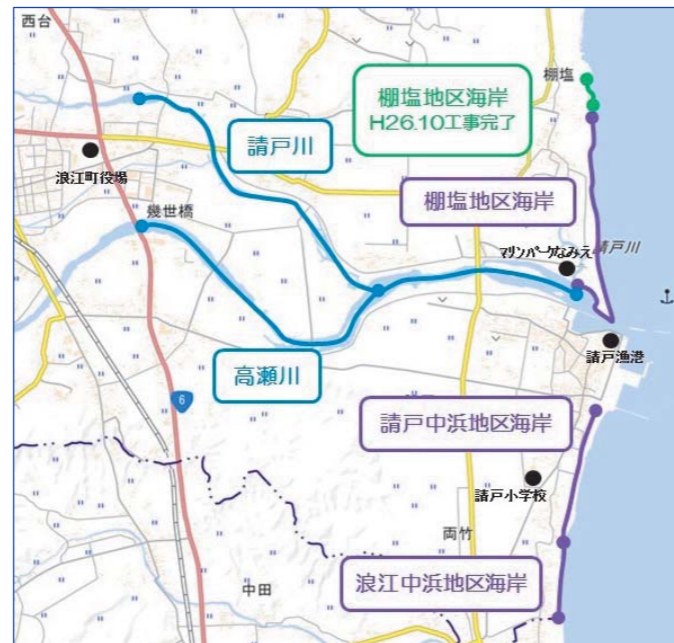 西台
棚塩
棚塩地区海岸
H26.10工事完了
請戸川
浪江町役場
棚塩地区海岸
幾世橋
マリンパークなみえ
請戸川
請戸漁港
高瀬川
6
請戸中浜地区海岸
請戸小学校
両竹
浪江中浜地区海岸
中田